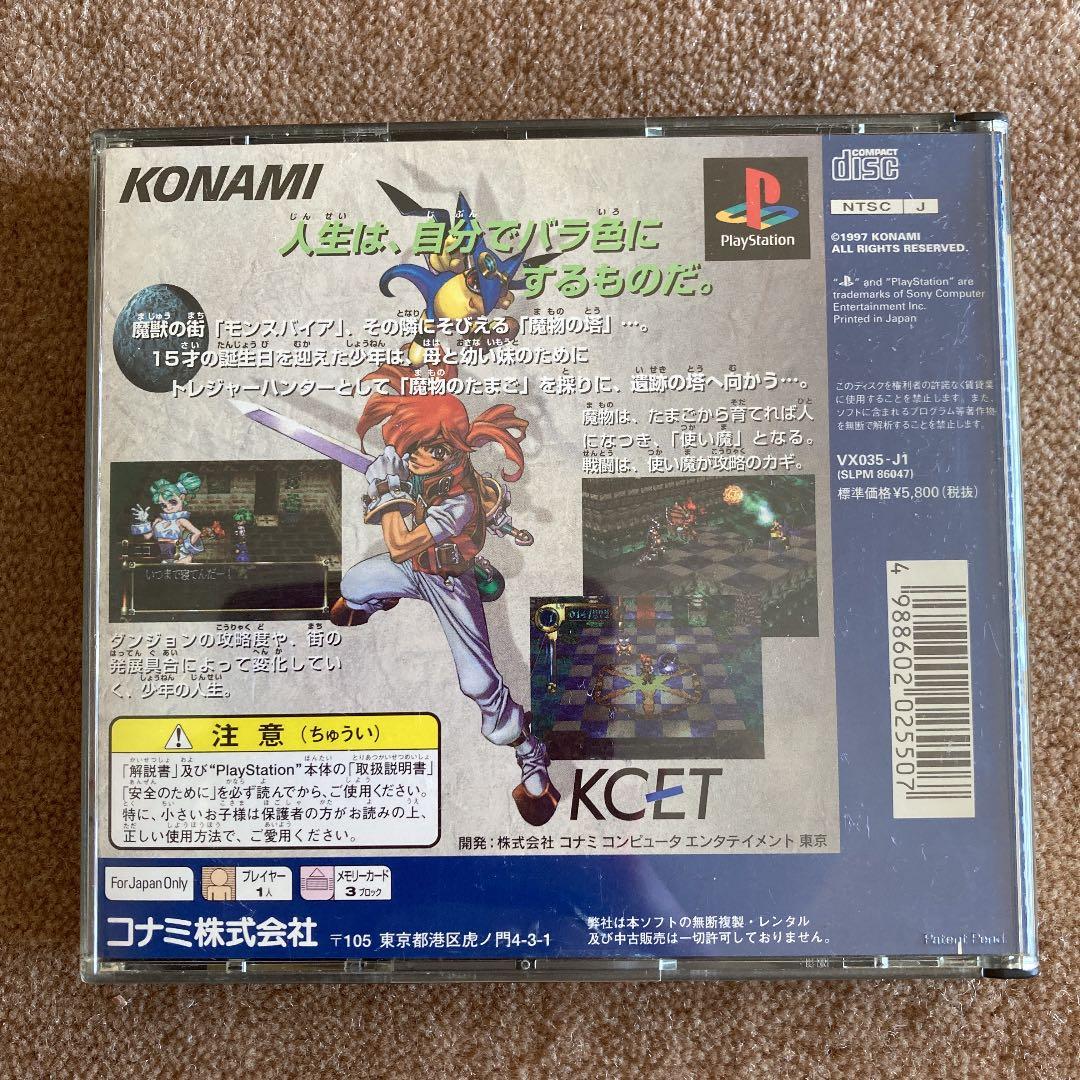 KONAMI
人生は、自分でバラ色に
するものだ。
魔獣の街「モンスバイア」、その隣にそびえる「魔物の塔」…。
15才の誕生日を迎えた少年は、母と幼い妹のために
トレジャーハンターとして「魔物のたまご」を採りに、遺跡の塔へ向かう…。
魔物は、たまごから育てれば人
になつき、「使い魔」となる。
戦闘は、使い魔が攻略のカギ。
いつまで寝てんだー!
ダンジョンの攻略度や、街の
発展具合によって変化してい
く、少年の人生。
注意(ちゅうい)
「解説書」及び“PlayStation”本体の「取扱説明書」
「安全のために」を必ず読んでから、ご使用ください。
特に、小さいお子様は保護者の方がお読みの上、
正しい使用方法で、ご愛用ください。
KCET
開発:株式会社 コナミ コンピュータ エンタテイメント 東京
For Japan Only
プレイヤー
1人
メモリーカード
3ブロック
コナミ株式会社 〒105 東京都港区虎ノ門4-3-1
弊社は本ソフトの無断複製・レンタル
及び中古販売は一切許可しておりません。
PlayStation
COMPACT
disc
NTSC J
©1997 KONAMI
ALL RIGHTS RESERVED.
“PS” and “PlayStation” are
trademarks of Sony Computer
Entertainment Inc.
Printed in Japan
このディスクを権利者の許諾なく賃貸業
に使用することを禁止します。また、
ソフトに含まれるプログラム等著作物
を無断で解析することを禁止します。
VX035-J1
(SLPM 86047)
標準価格¥5,800(税抜)
4 988602 025507
Patent Pend